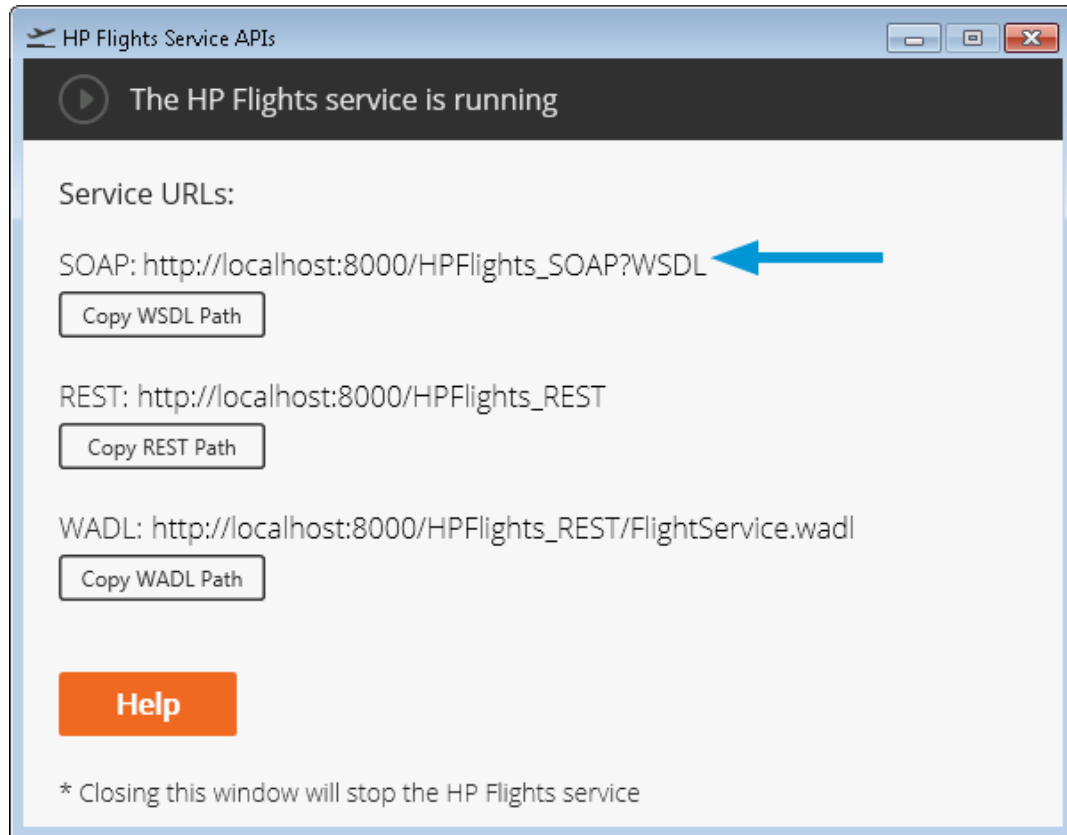 HP Flights Service APIs
The HP Flights service is running
Service URLs:
SOAP: http://localhost:8000/HPFlights_SOAP?WSDL
Copy WSDL Path
REST: http://localhost:8000/HPFlights_REST
Copy REST Path
WADL: http://localhost:8000/HPFlights_REST/FlightService.wadl
Copy WADL Path
Help
* Closing this window will stop the HP Flights service